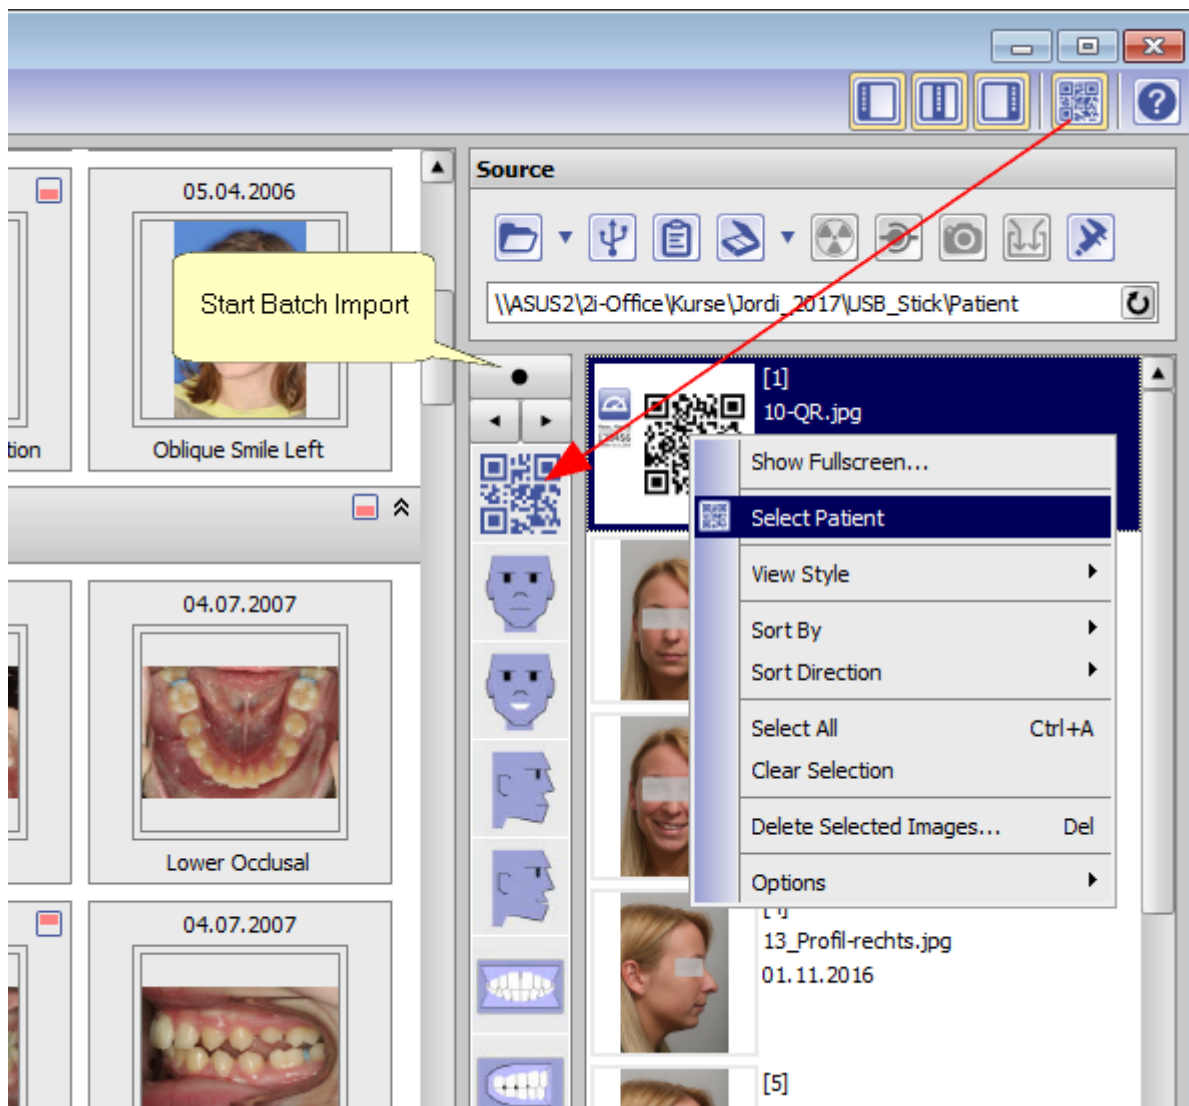 Source
05.04.2006
Start Batch Import
\\ASUS2\2i-Office\Kurse\Jordi_2017\USB_Stick\Patient
tion
Oblique Smile Left
[1]
10-QR.jpg
Show Fullscreen...
Select Patient
View Style
Sort By
Sort Direction
Select All Ctrl+A
Clear Selection
Delete Selected Images... Del
Options
04.07.2007
Lower Occlusal
04.07.2007
13_Profil-rechts.jpg
01.11.2016
[5]